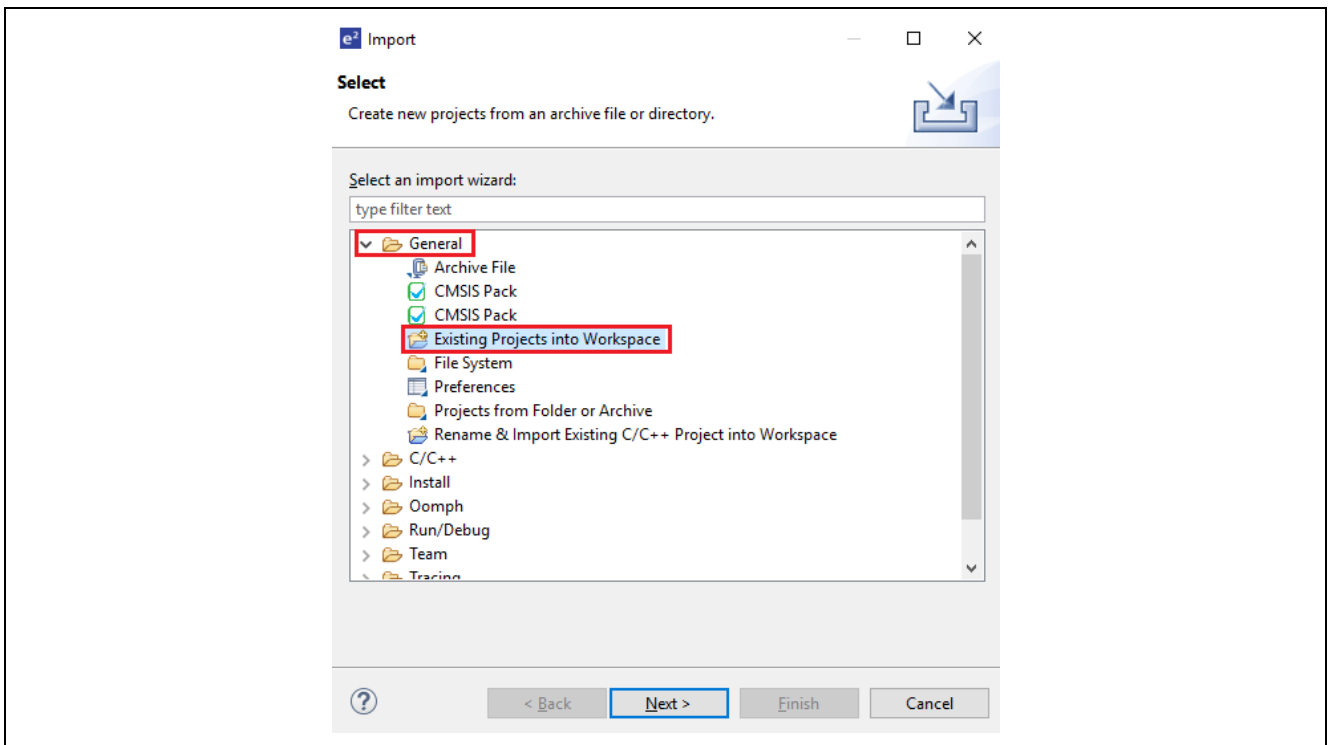 e² Import
Select
Create new projects from an archive file or directory.
Select an import wizard:
type filter text
General
Archive File
CMSIS Pack
CMSIS Pack
Existing Projects into Workspace
File System
Preferences
Projects from Folder or Archive
Rename & Import Existing C/C++ Project into Workspace
C/C++
Install
Oomph
Run/Debug
Team
Tracing
? < Back Next > Finish Cancel